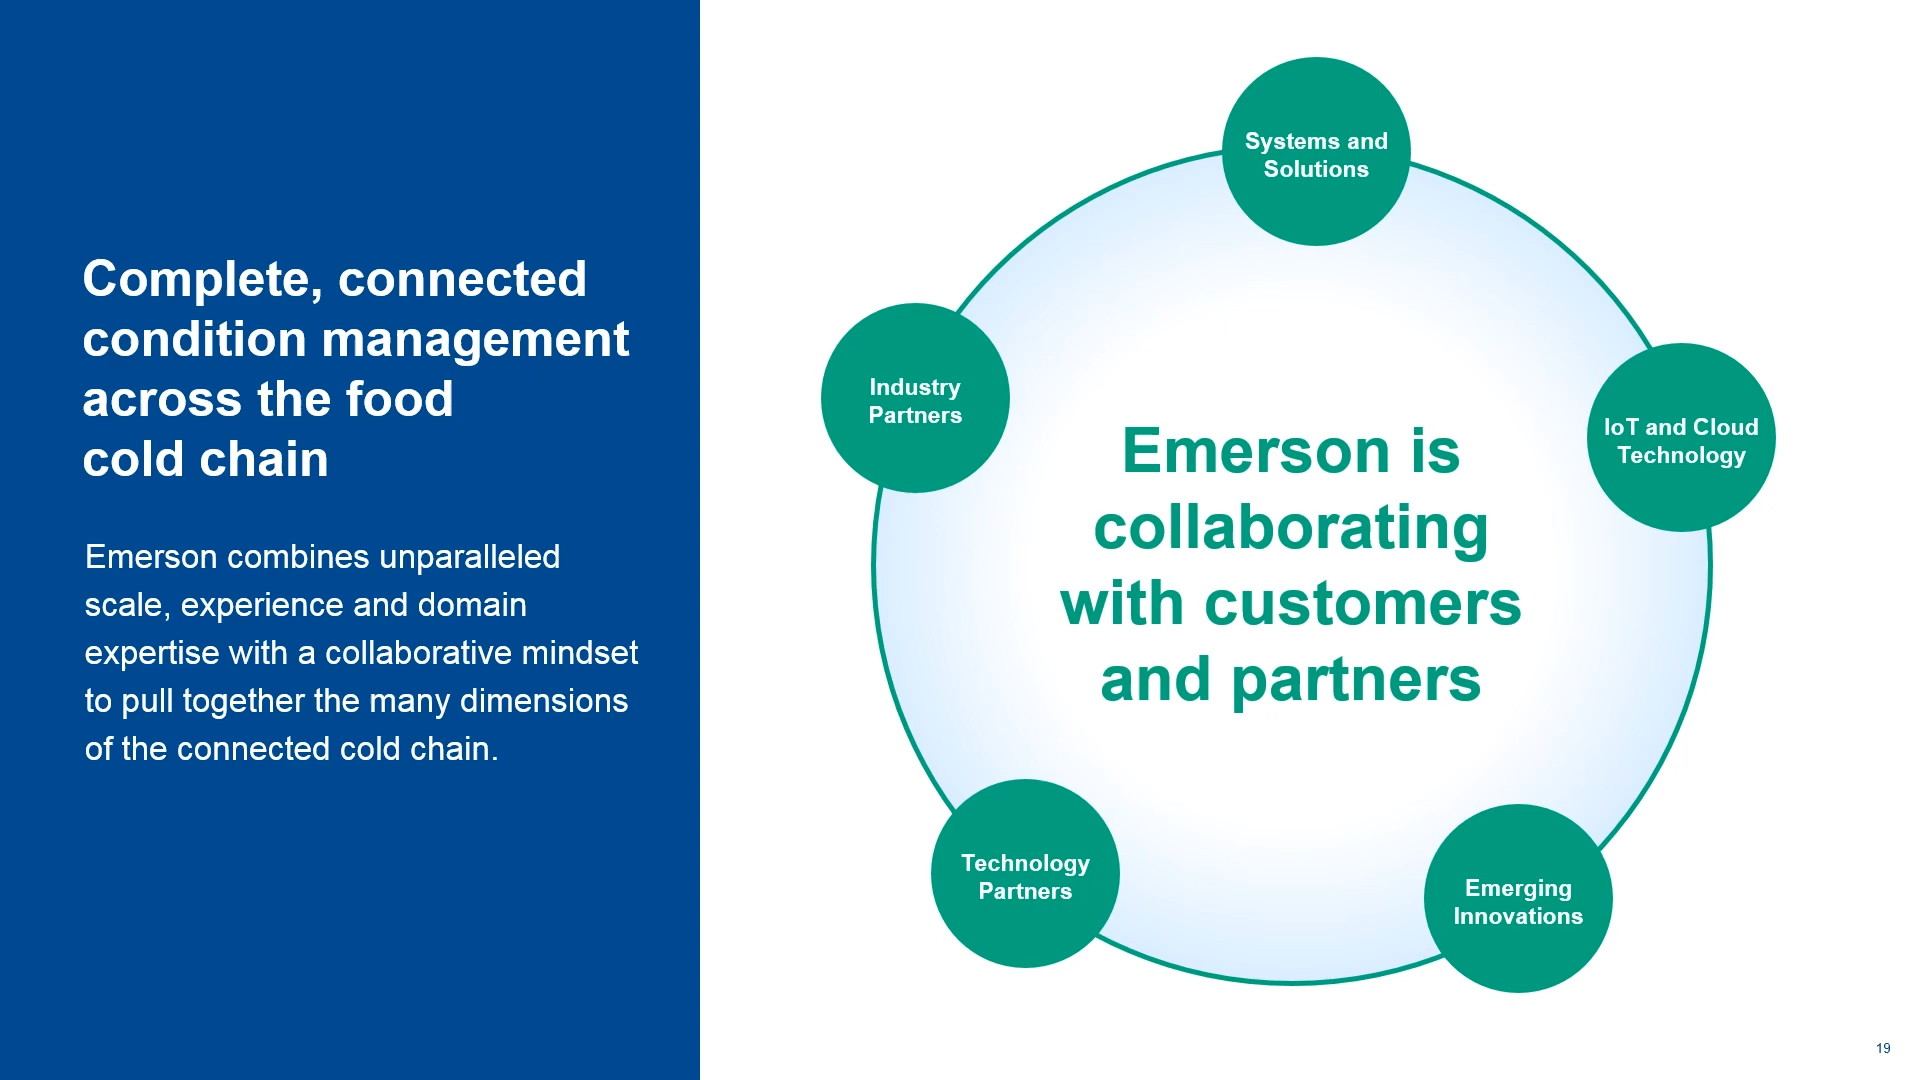 Complete, connected
condition management
across the food
cold chain
Emerson combines unparalleled
scale, experience and domain
expertise with a collaborative mindset
to pull together the many dimensions
of the connected cold chain.
Systems and
Solutions
Industry
Partners
IoT and Cloud
Technology
Emerson is
collaborating
with customers
and partners
Technology
Partners
Emerging
Innovations
19